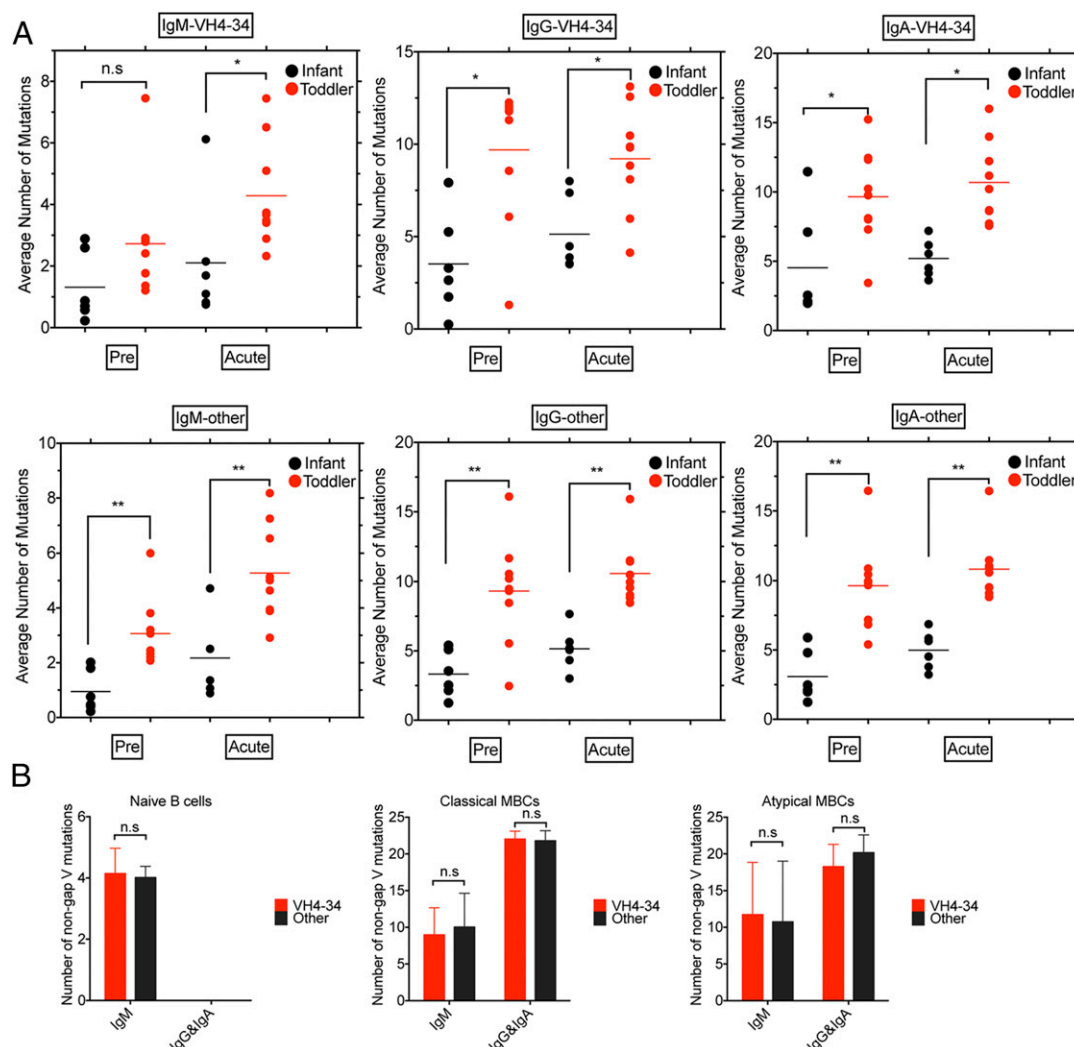 A
IgM-VH4-34
Average Number of Mutations
8
6
4
2
0
n.s
*
Infant
Toddler
Pre
Acute
IgG-VH4-34
Average Number of Mutations
15
10
5
0
*
*
Infant
Toddler
Pre
Acute
IgA-VH4-34
Average Number of Mutations
20
15
10
5
0
*
*
Infant
Toddler
Pre
Acute
IgM-other
Average Number of Mutations
10
8
6
4
2
0
**
**
Infant
Toddler
Pre
Acute
IgG-other
Average Number of Mutations
20
15
10
5
0
**
**
Infant
Toddler
Pre
Acute
IgA-other
Average Number of Mutations
20
15
10
5
0
**
**
Infant
Toddler
Pre
Acute
B
Naive B cells
Number of non-gap V mutations
6
4
2
0
n.s
VH4-34
Other
IgM
IgG&IgA
Classical MBCs
Number of non-gap V mutations
25
20
15
10
5
0
n.s
n.s
VH4-34
Other
IgM
IgG&IgA
Atypical MBCs
Number of non-gap V mutations
25
20
15
10
5
0
n.s
n.s
VH4-34
Other
IgM
IgG&IgA